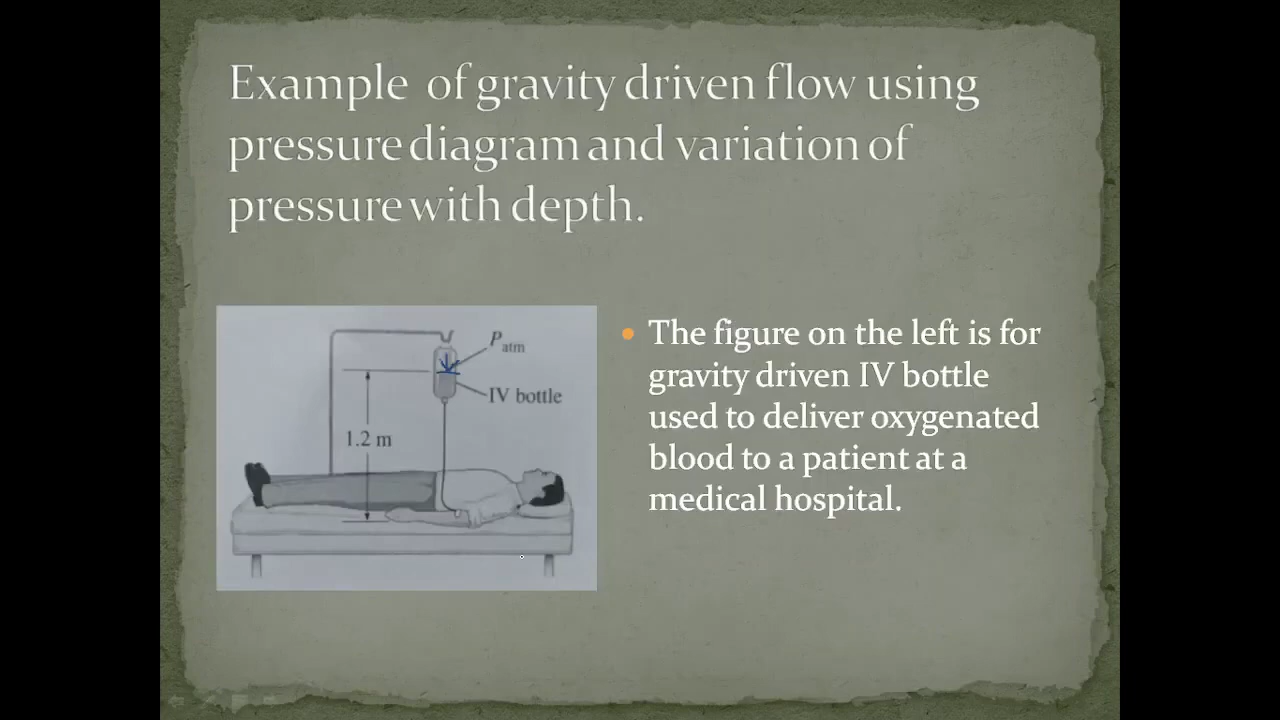 Example of gravity driven flow using
pressure diagram and variation of
pressure with depth.
P atm
IV bottle
1.2 m
• The figure on the left is for
gravity driven IV bottle
used to deliver oxygenated
blood to a patient at a
medical hospital.